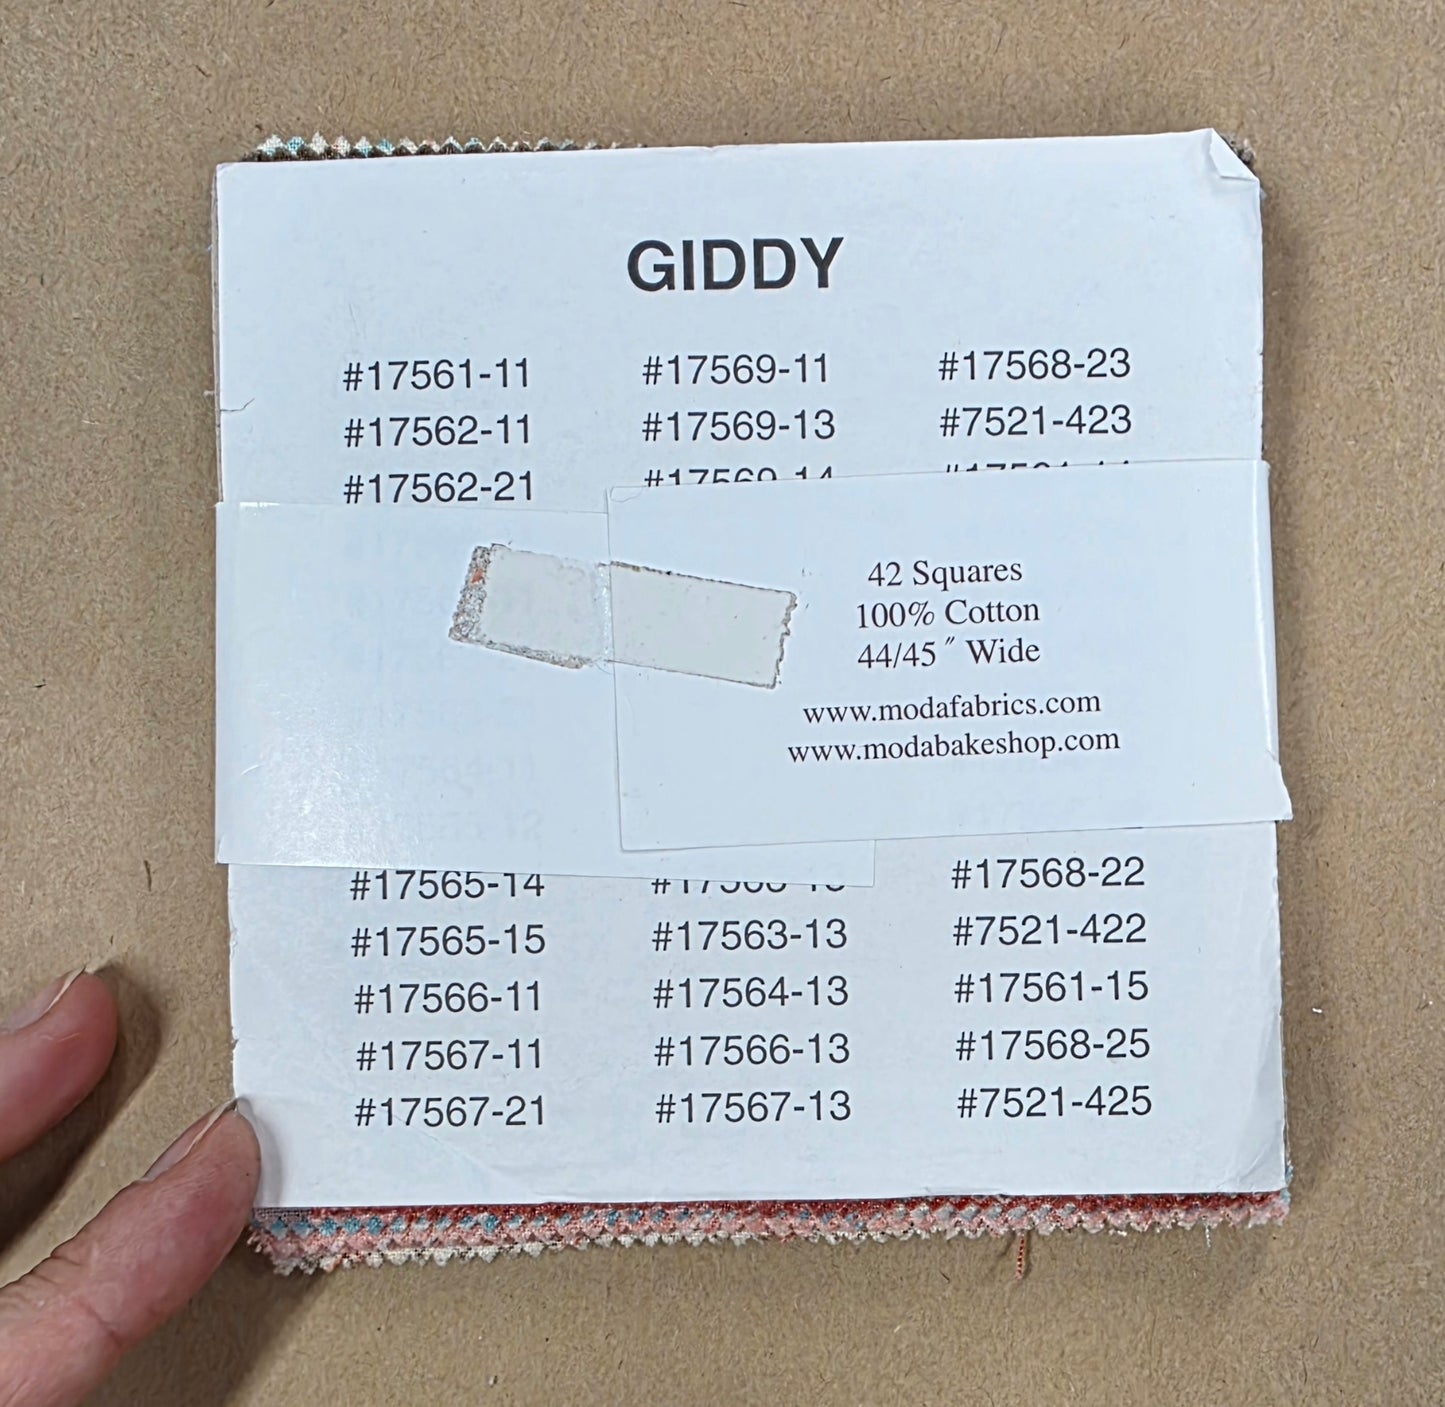 GIDDY
#17561-11 #17569-11 #17568-23
#17562-11 #17569-13 #7521-423
#17562-21 #17569-14
42 Squares
100% Cotton
44/45″ Wide
www.modafabrics.com
www.modabakeshop.com
#17565-14 #17568-22
#17565-15 #17563-13 #7521-422
#17566-11 #17564-13 #17561-15
#17567-11 #17566-13 #17568-25
#17567-21 #17567-13 #7521-425